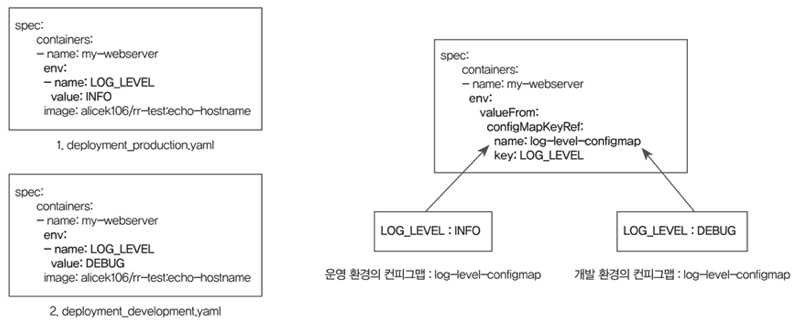 spec:
containers:
- name: my-webserver
env:
- name: LOG_LEVEL
value: INFO
image: alicek106/rr-test:echo-hostname
1. deployment_production.yaml
spec:
containers:
- name: my-webserver
env:
- name: LOG_LEVEL
value: DEBUG
image: alicek106/rr-test:echo-hostname
2. deployment_development.yaml
spec:
containers:
- name: my-webserver
env:
valueFrom:
configMapKeyRef:
name: log-level-configmap
key: LOG_LEVEL
LOG_LEVEL : INFO
운영 환경의 컨피그맵 : log-level-configmap
LOG_LEVEL : DEBUG
개발 환경의 컨피그맵 : log-level-configmap